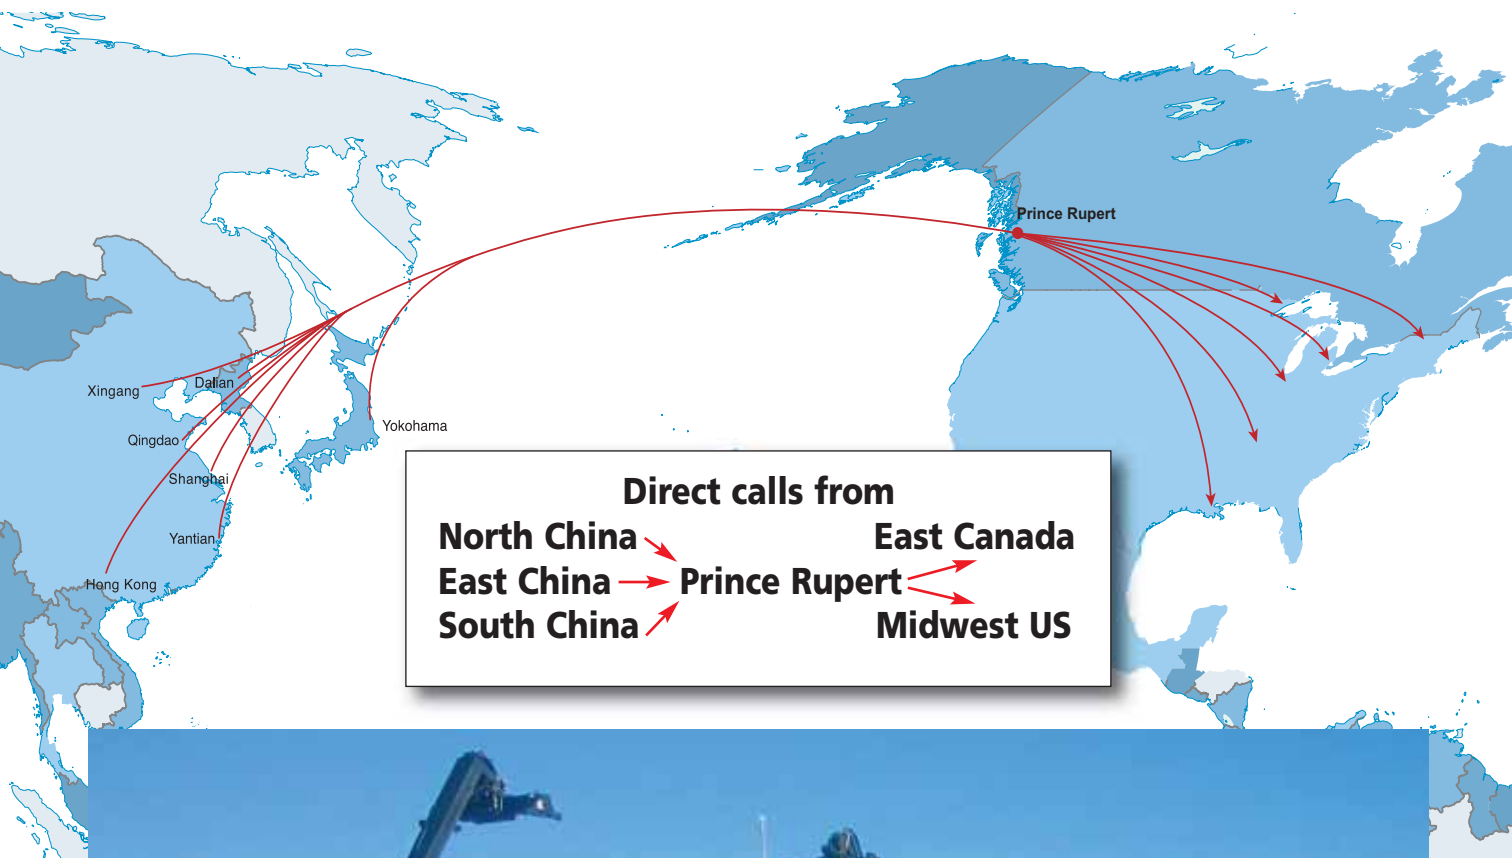 Prince Rupert
Xingang
Dalian
Qingdao
Yokohama
Shanghai
Yantian
Hong Kong
Direct calls from
North China
East Canada
East China
Prince Rupert
South China
Midwest US